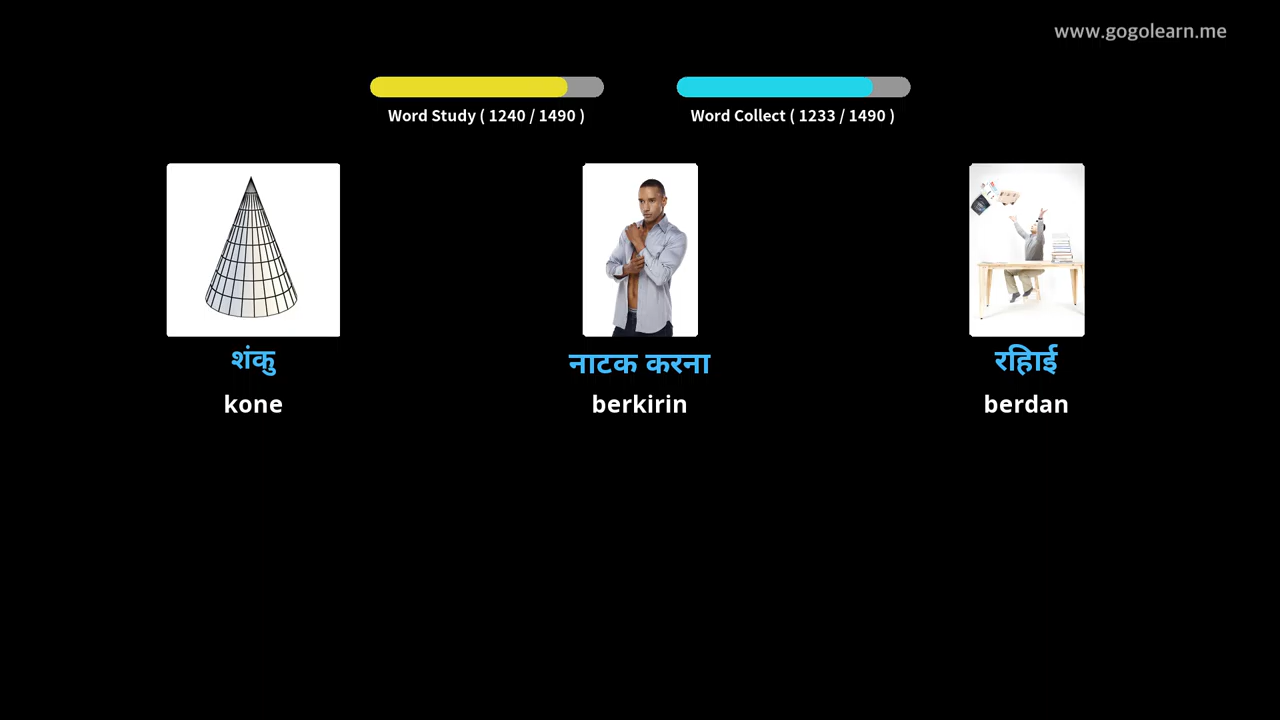 www.gogolearn.me
Word Study ( 1240 / 1490 )
Word Collect ( 1233 / 1490 )
शंकु
नाटक करना
रिहाई
kone
berkirin
berdan